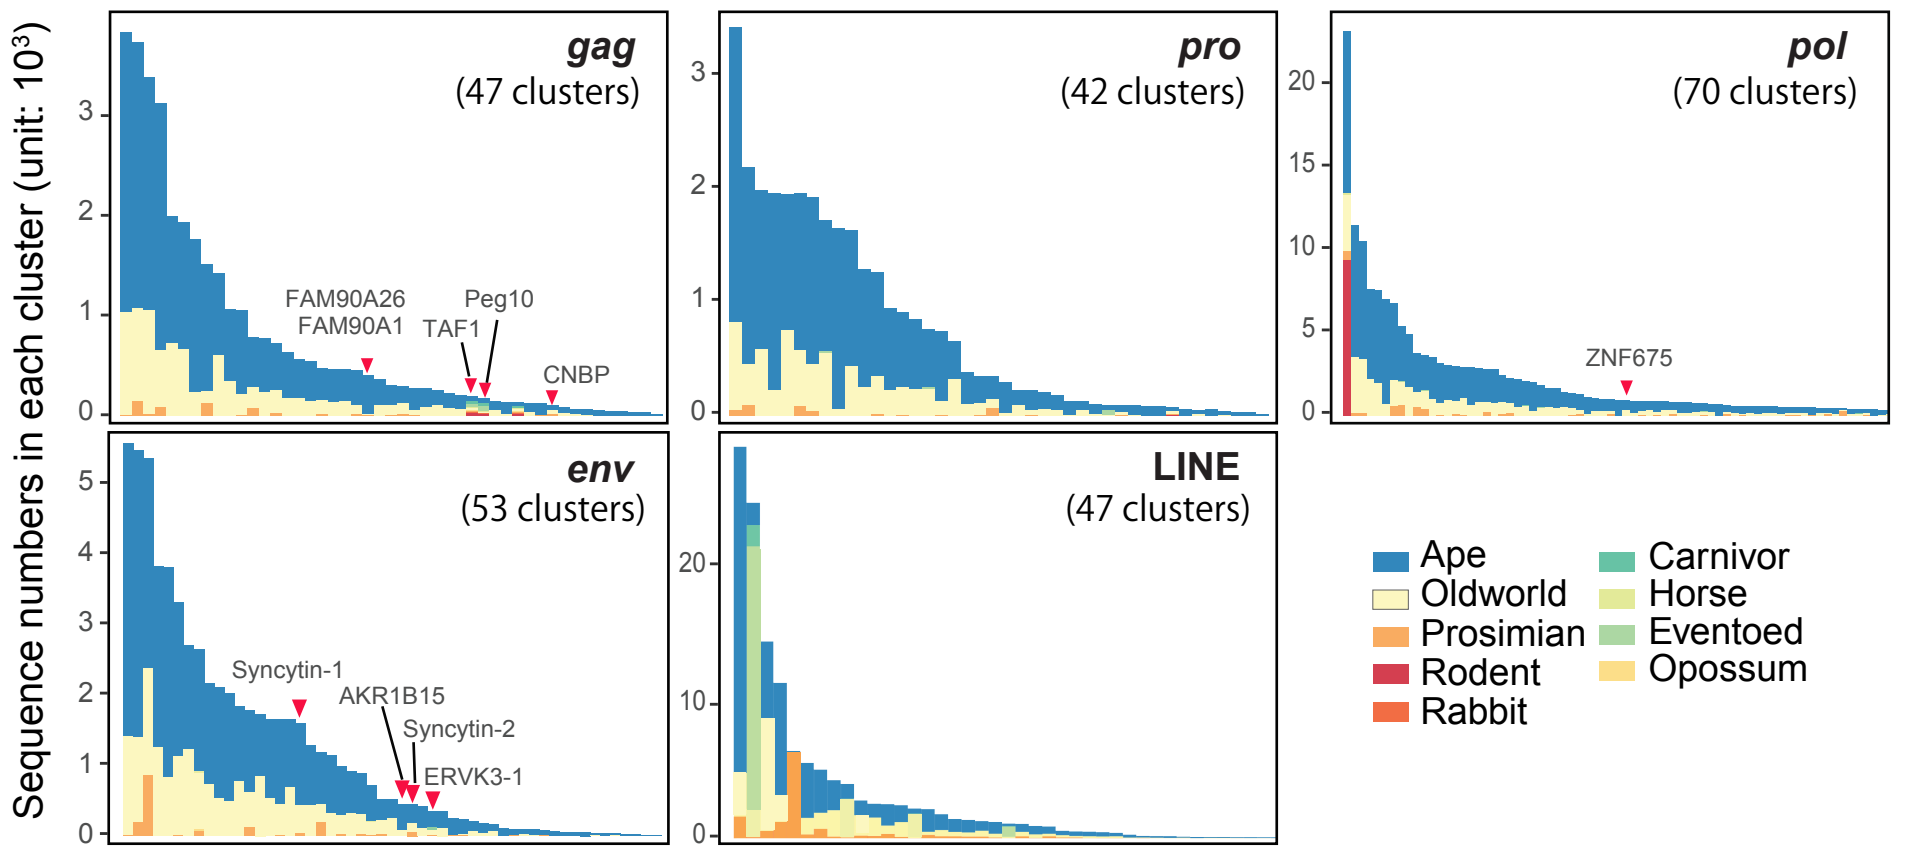 Sequence numbers in each cluster (unit: 10³)
gag
(47 clusters)
3
2
1
0
FAM90A26
FAM90A1
TAF1
Peg10
CNBP
pro
(42 clusters)
3
2
1
0
pol
(70 clusters)
20
15
10
5
0
ZNF675
env
(53 clusters)
5
4
3
2
1
0
Syncytin-1
AKR1B15
Syncytin-2
ERVK3-1
LINE
(47 clusters)
20
10
0
Ape
Oldworld
Prosimian
Rodent
Rabbit
Carnivor
Horse
Eventoed
Opossum